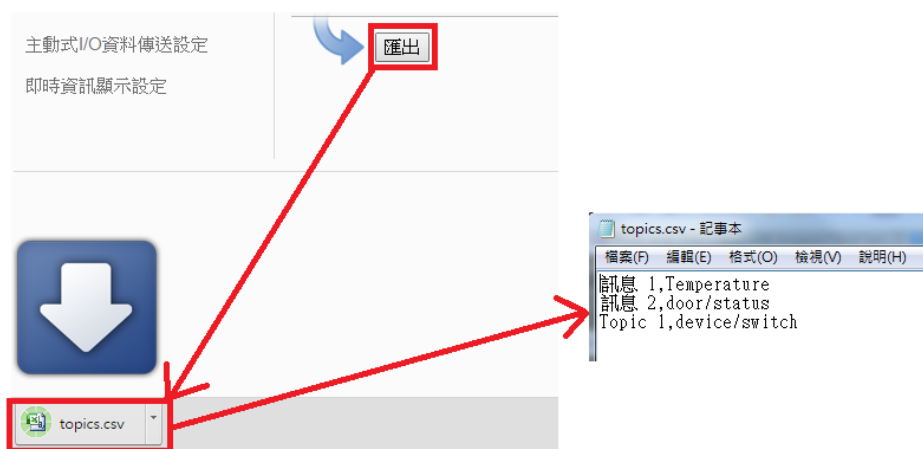 主動式I/O資料傳送設定
即時資訊顯示設定
匯出
topics.csv
topics.csv - 記事本
檔案(F) 編輯(E) 格式(O) 檢視(V) 說明(H)
訊息 1,Temperature
訊息 2,door/status
Topic 1,device/switch